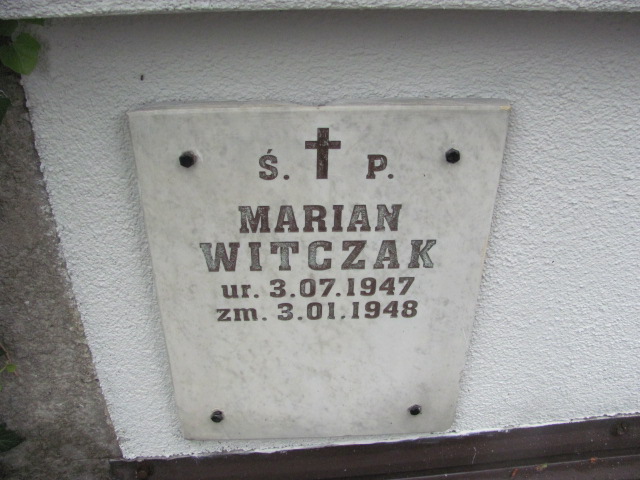 Ś. P.
MARIAN
WITCZAK
ur. 3.07.1947
zm. 3.01.1948